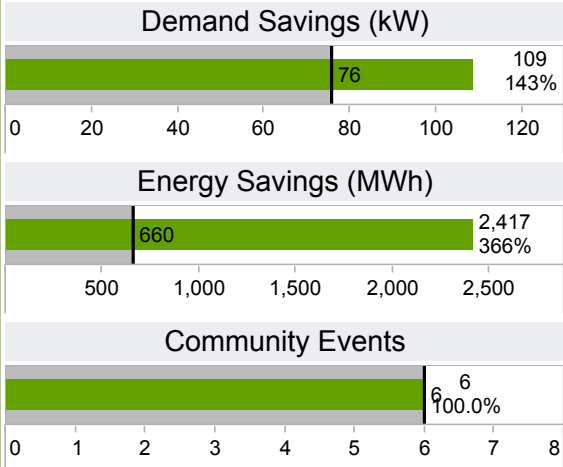 Demand Savings (kW)
76
109
143%
0 20 40 60 80 100 120
Energy Savings (MWh)
660
2,417
366%
500 1,000 1,500 2,000 2,500
Community Events
6 6
100.0%
0 1 2 3 4 5 6 7 8